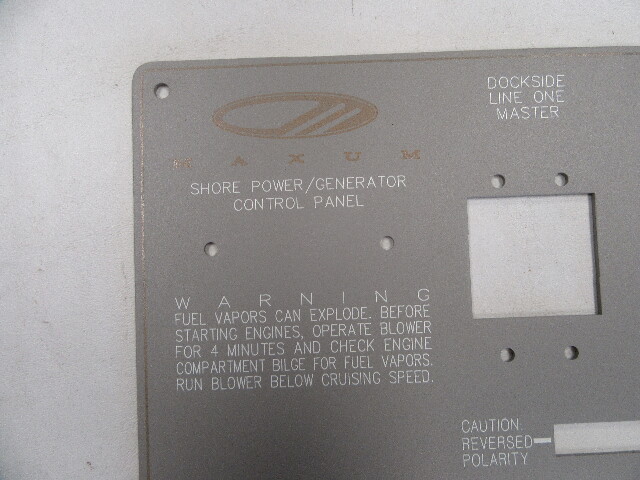 DOCKSIDE
LINE ONE
MASTER
MAXUM
SHORE POWER/GENERATOR
CONTROL PANEL
WARNING
FUEL VAPORS CAN EXPLODE. BEFORE
STARTING ENGINES, OPERATE BLOWER
FOR 4 MINUTES AND CHECK ENGINE
COMPARTMENT BILGE FOR FUEL VAPORS.
RUN BLOWER BELOW CRUISING SPEED.
CAUTION:
REVERSED
POLARITY